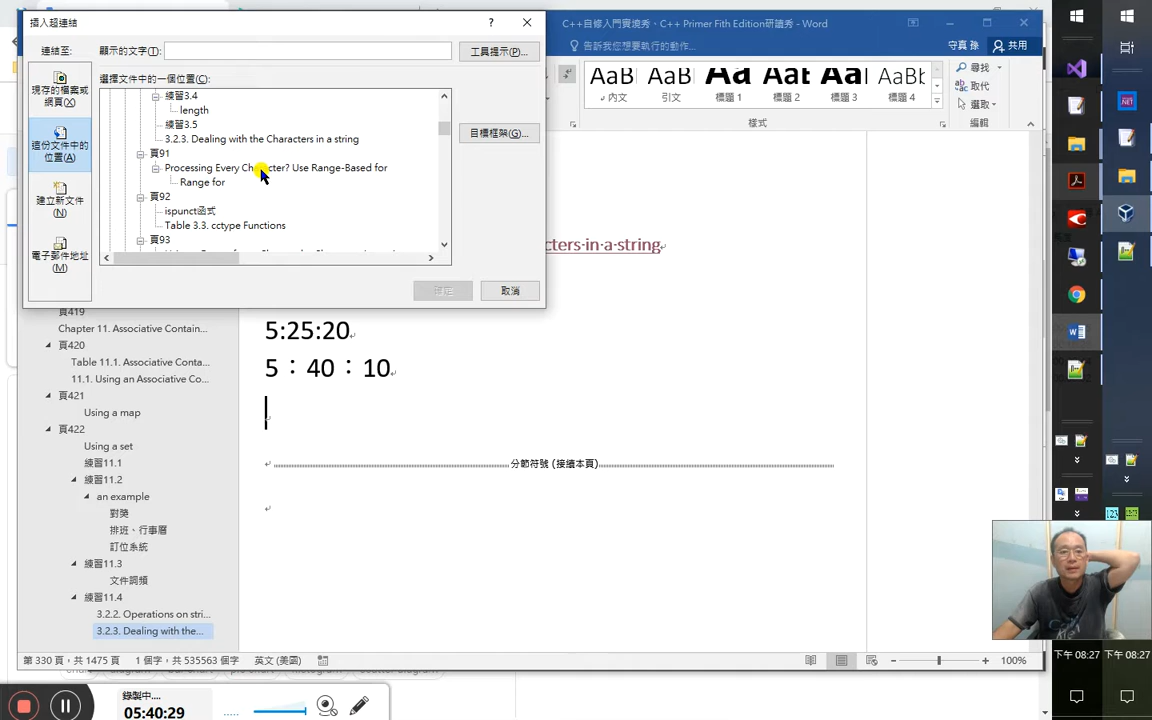 插入超連結
?
連結至:
顯示的文字(T):
工具提示(P)...
選擇文件中的一個位置(C):
現存的檔案或
網頁(X)
這份文件中的
位置(A)
建立新文件
(N)
電子郵件地址
(M)
練習3.4
length
練習3.5
3.2.3. Dealing with the Characters in a string
頁91
Processing Every Character? Use Range-Based for
Range for
頁92
ispunct函式
Table 3.3. cctype Functions
頁93
目標框架(G)...
確定
取消
C++自修入門實境秀、C++ Primer Fith Edition研讀秀 - Word
告訴我您想要執行的動作...
守真 孫
共用
AaB
AaBb
Aa
AaB
AaI
AaBb
內文
引文
標題 1
標題 2
標題 3
標題 4
樣式
尋找
取代
選取
編輯
cters·in·a·string
5:25:20
5：40：10
分節符號 (接續本頁)
頁419
Chapter 11. Associative Contain...
頁420
Table 11.1. Associative Conta...
11.1. Using an Associative Co...
頁421
Using a map
頁422
Using a set
練習11.1
練習11.2
an example
對獎
排班、行事曆
訂位系統
練習11.3
文件詞頻
練習11.4
3.2.2. Operations on stri...
3.2.3. Dealing with the...
第 330 頁，共 1475 頁
1 個字，共 535563 個字
英文 (美國)
100%
錄製中....
05:40:29
下午 08:27
下午 08:27